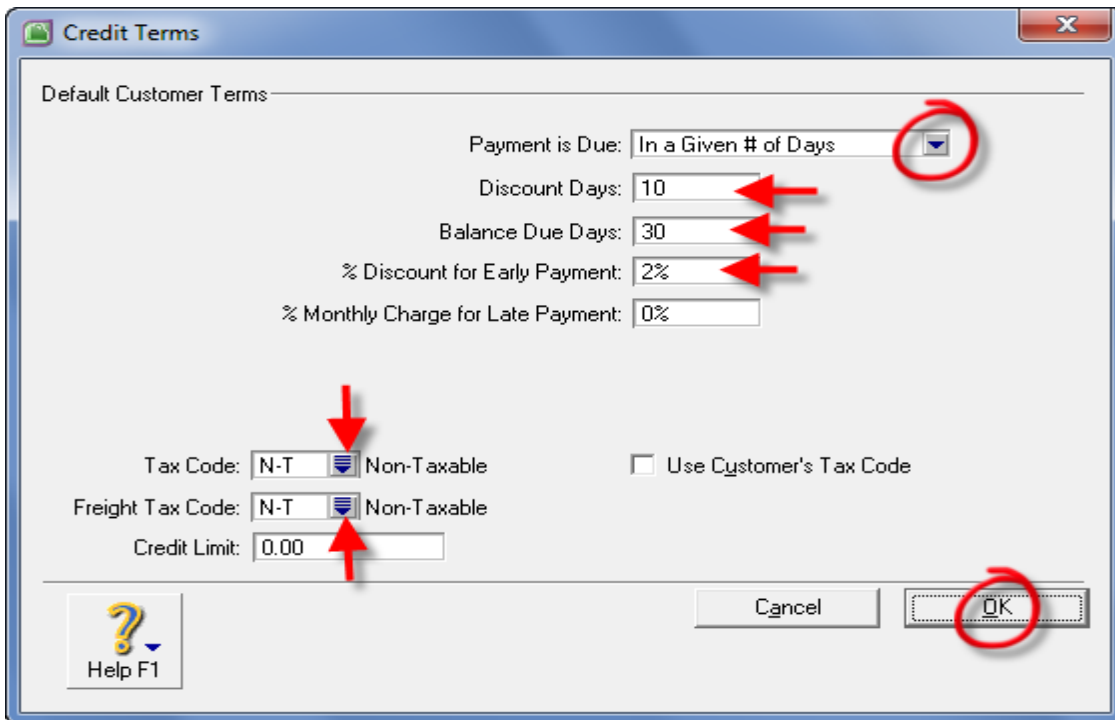 Credit Terms
Default Customer Terms
Payment is Due: In a Given # of Days
Discount Days: 10
Balance Due Days: 30
% Discount for Early Payment: 2%
% Monthly Charge for Late Payment: 0%
Tax Code: N-T Non-Taxable Use Customer's Tax Code
Freight Tax Code: N-T Non-Taxable
Credit Limit: 0.00
Cancel OK
Help F1